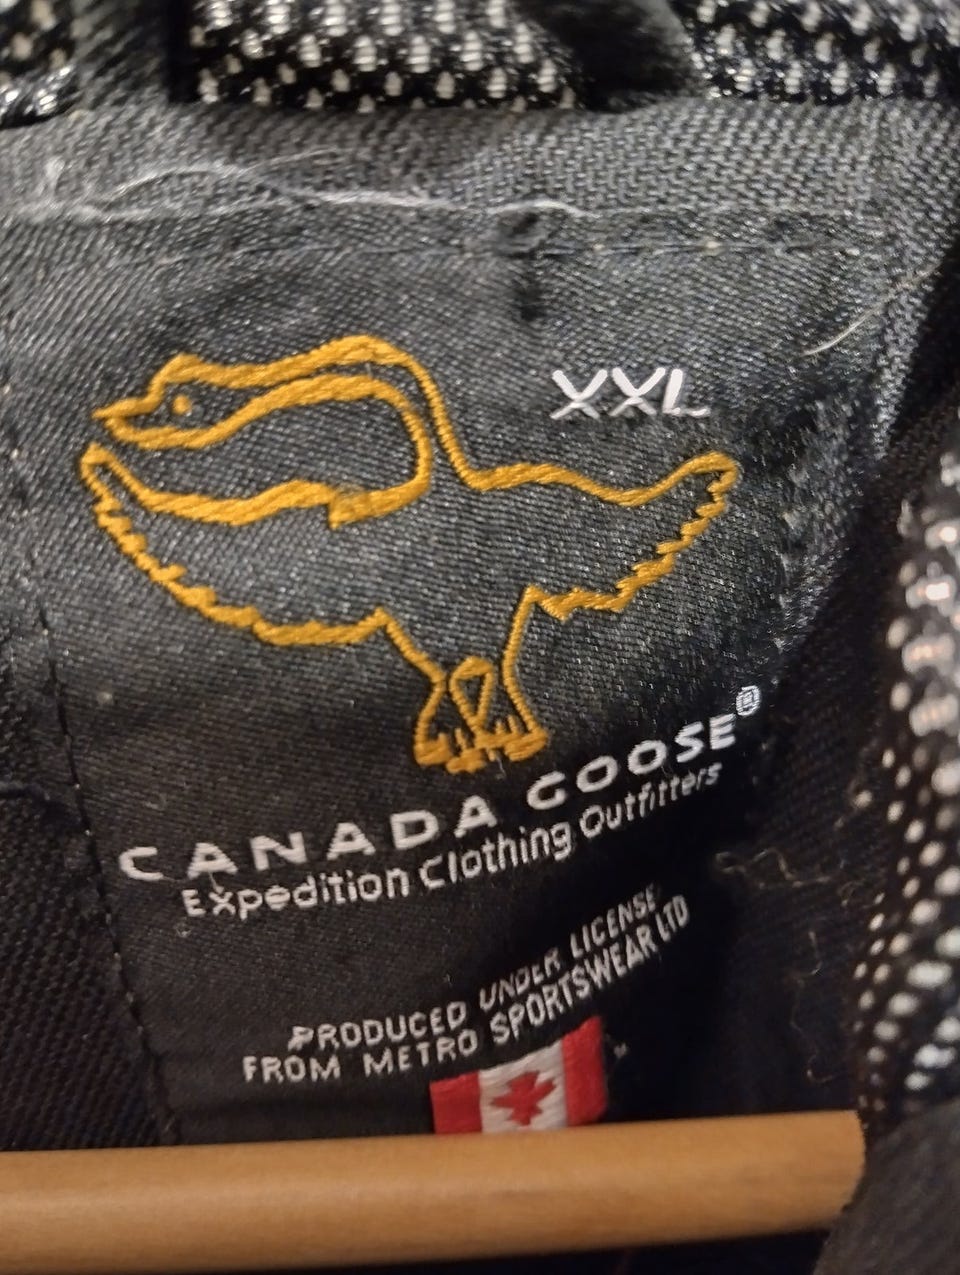 XXL
CANADA GOOSE®
Expedition Clothing Outfitters
PRODUCED UNDER LICENSE
FROM METRO SPORTSWEAR LTD